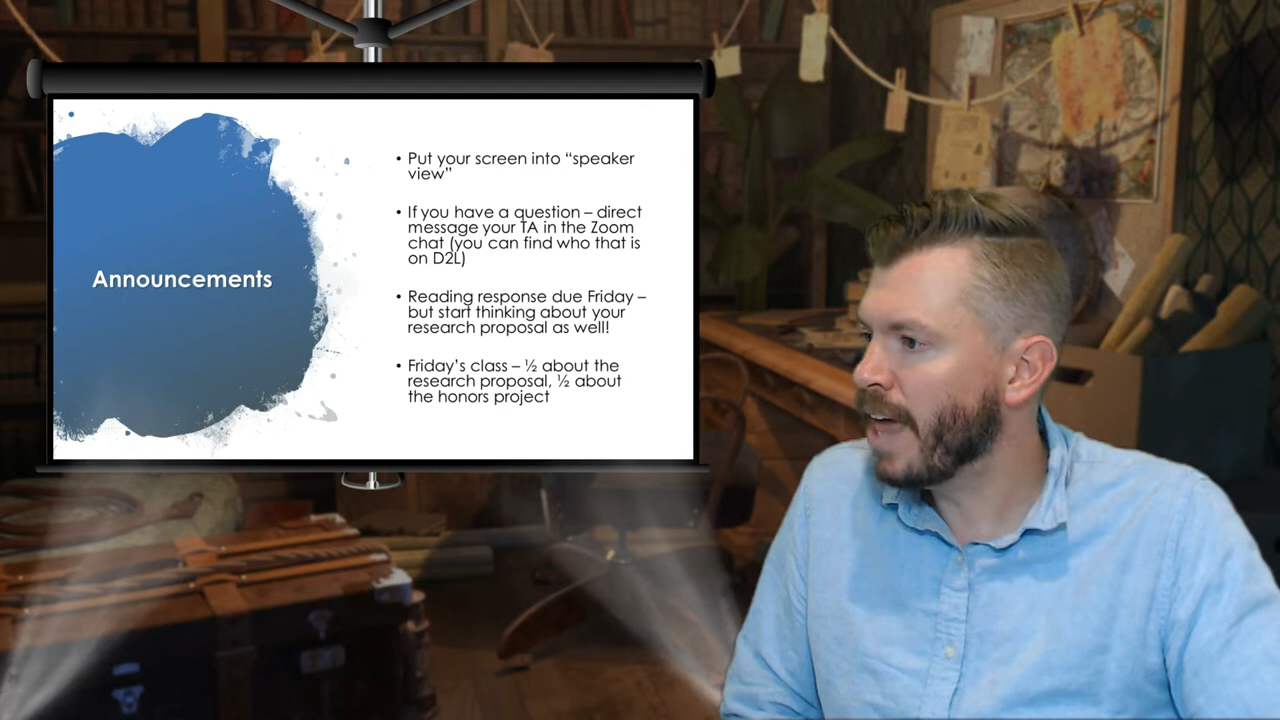 Announcements
• Put your screen into “speaker
view”
• If you have a question – direct
message your TA in the Zoom
chat (you can find who that is
on D2L)
• Reading response due Friday –
but start thinking about your
research proposal as well!
• Friday’s class – ½ about the
research proposal, ½ about
the honors project